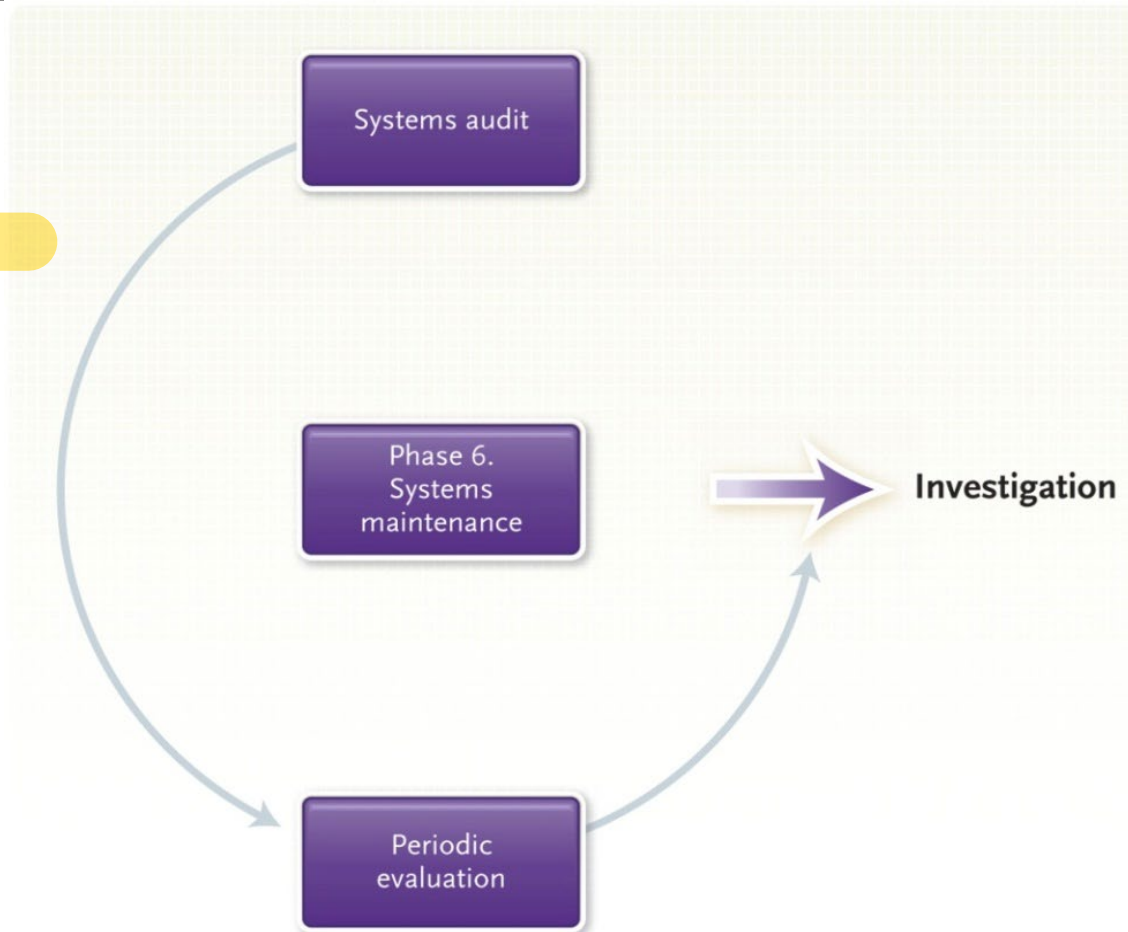 Systems audit
Phase 6.
Systems
maintenance
Investigation
Periodic
evaluation